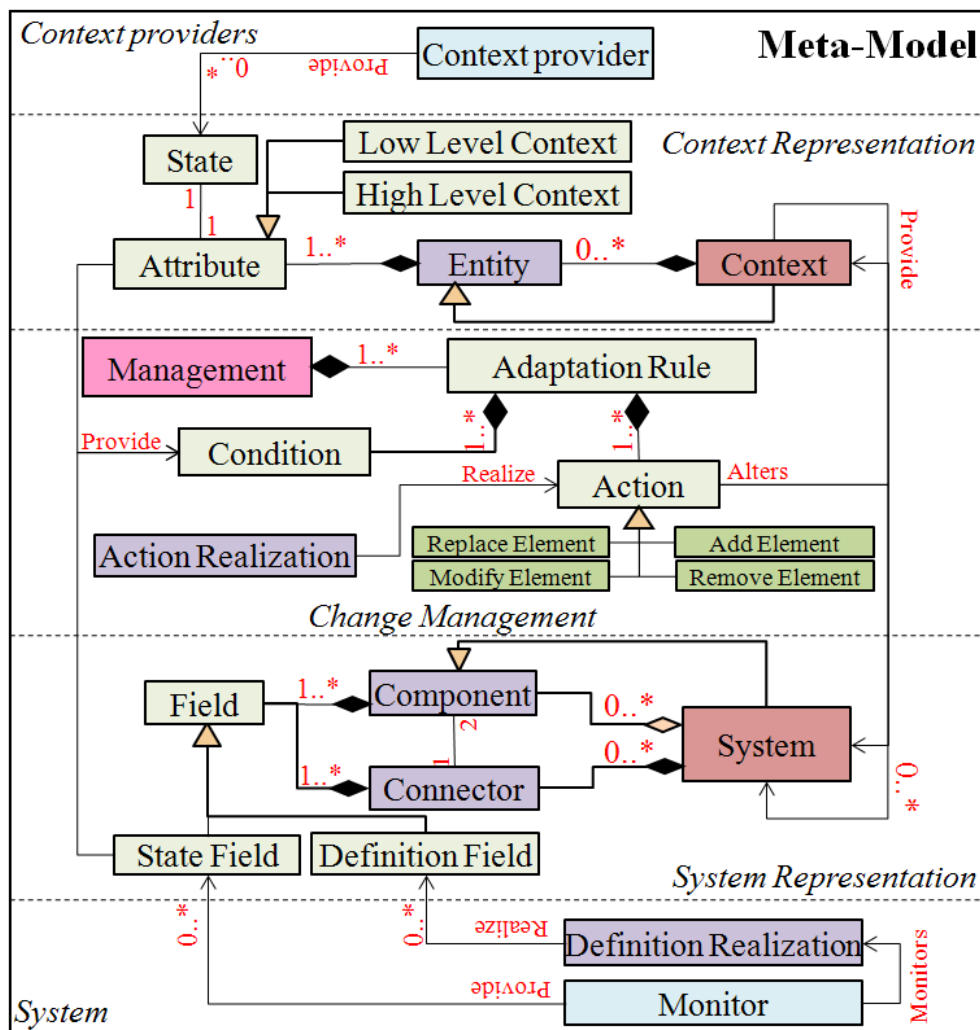 Context providers
Meta-Model
Context provider
Provide
0..*
Context Representation
State
Low Level Context
High Level Context
1
1
Provide
Attribute
1..*
Entity
0..*
Context
Management
1..*
Adaptation Rule
1..*
1..*
Provide
Condition
Realize
Action
Alters
Action Realization
Replace Element
Add Element
Modify Element
Remove Element
Change Management
Field
1..*
Component
0..*
2
System
1
0..*
1..*
Connector
0..*
State Field
Definition Field
System Representation
0..*
0..*
Realize
Definition Realization
Monitors
Provide
Monitor
System